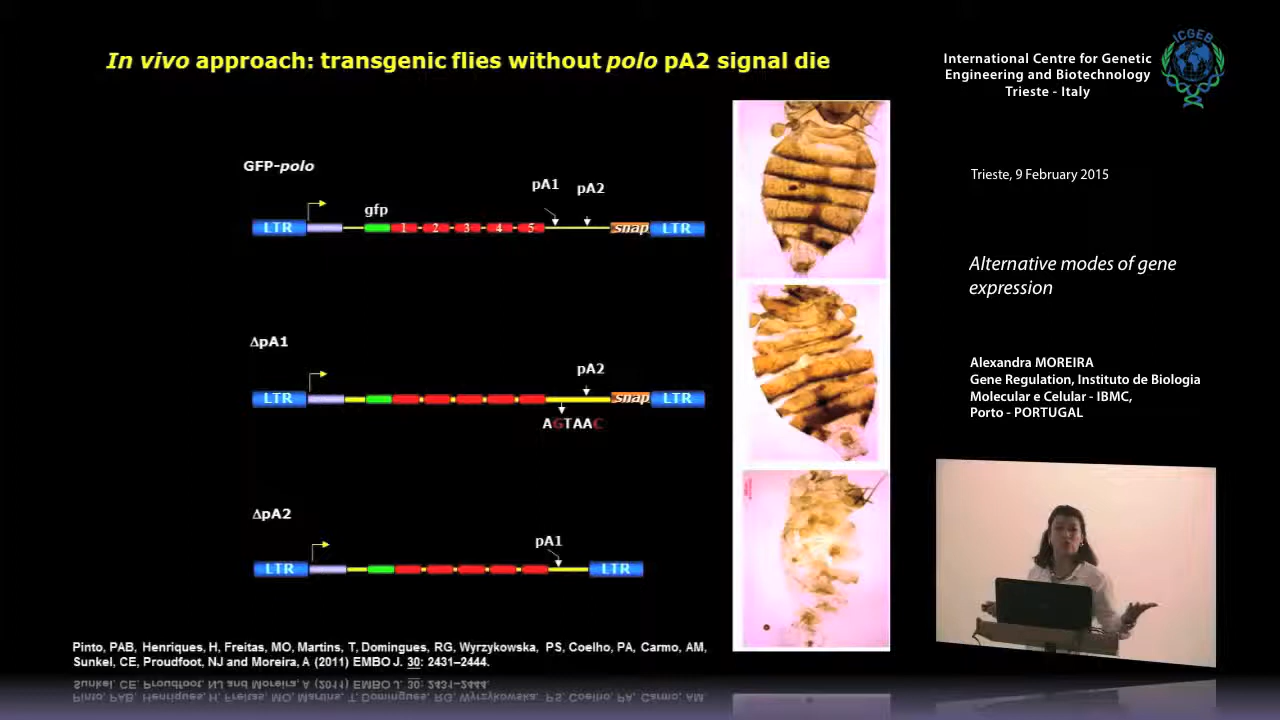 In vivo approach: transgenic flies without polo pA2 signal die
GFP-polo
pA1
pA2
gfp
LTR
1
2
3
4
5
snap
LTR
ΔpA1
pA2
LTR
snap
LTR
AGTAAC
ΔpA2
pA1
LTR
LTR
Pinto, PAB, Henriques, H, Freitas, MO, Martins, T, Domingues, RG, Wyrzykowska, PS, Coelho, PA, Carmo, AM,
Sunkel, CE, Proudfoot, NJ and Moreira, A (2011) EMBO J. 30: 2431–2444.
International Centre for Genetic
Engineering and Biotechnology
Trieste - Italy
ICGEB
Trieste, 9 February 2015
Alternative modes of gene
expression
Alexandra MOREIRA
Gene Regulation, Instituto de Biologia
Molecular e Celular - IBMC,
Porto - PORTUGAL